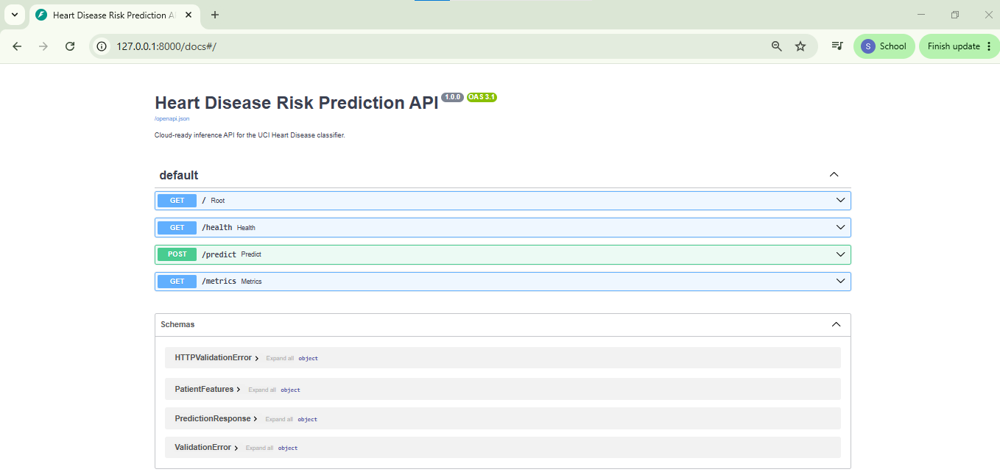 Heart Disease Risk Prediction A
127.0.0.1:8000/docs#/
S School
Finish update
Heart Disease Risk Prediction API 1.0.0 OAS 3.1
/openapi.json
Cloud-ready inference API for the UCI Heart Disease classifier.
default
GET / Root
GET /health Health
POST /predict Predict
GET /metrics Metrics
Schemas
HTTPValidationError Expand all object
PatientFeatures Expand all object
PredictionResponse Expand all object
ValidationError Expand all object